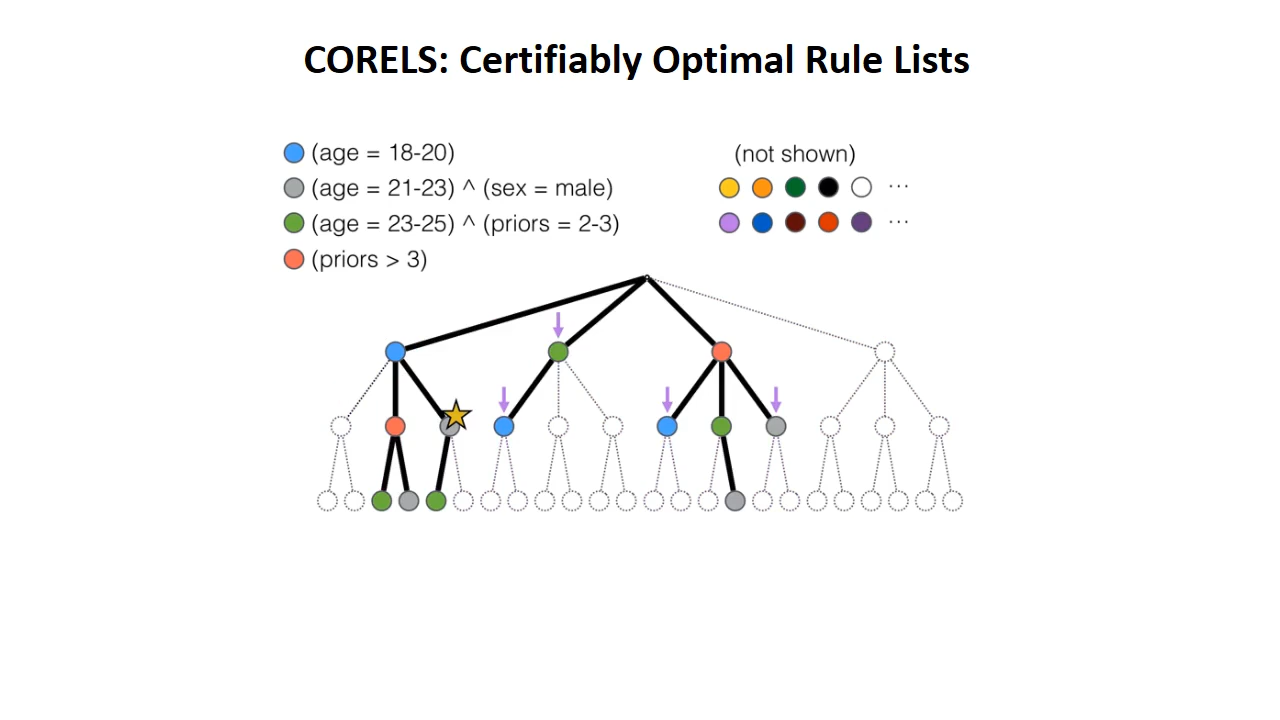 CORELS: Certifiably Optimal Rule Lists
(age = 18-20)
(age = 21-23) ^ (sex = male)
(age = 23-25) ^ (priors = 2-3)
(priors > 3)
(not shown)
...
...